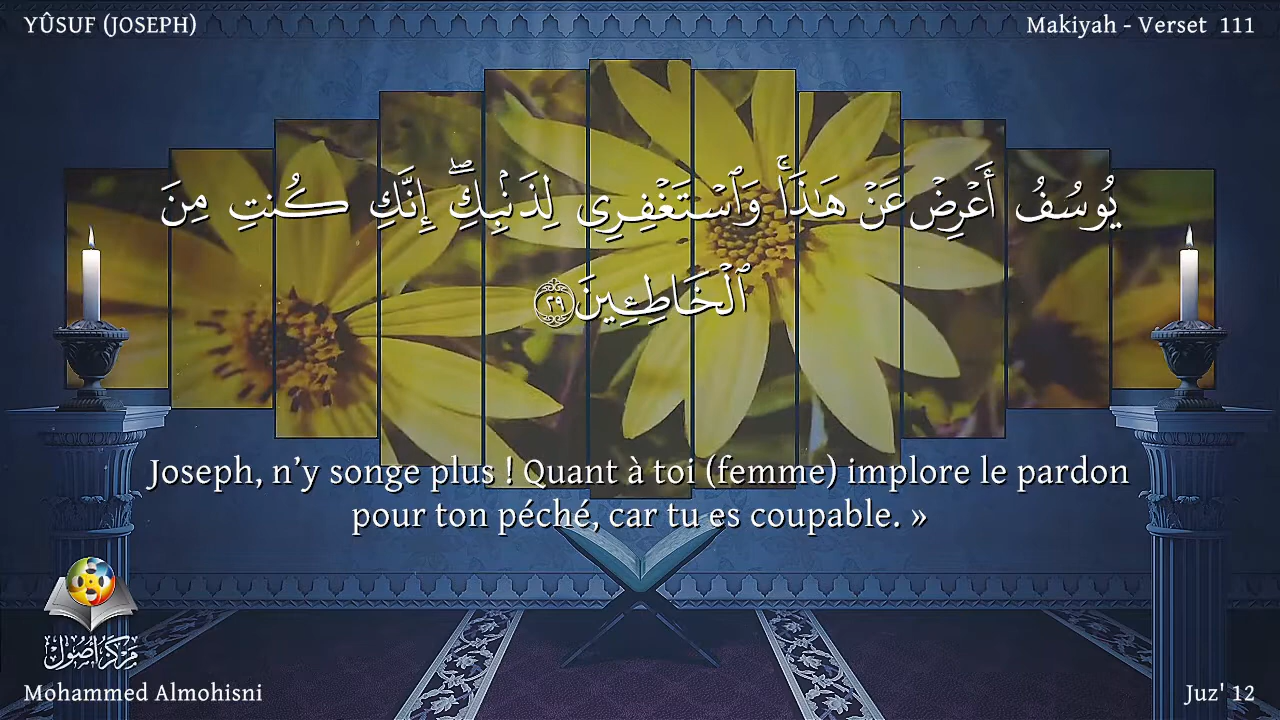 YÛSUF (JOSEPH)
Makiyah - Verset 111
يُوسُفُ أَعْرِضْ عَنْ هَـٰذَاۚ وَٱسْتَغْفِرِى لِذَنۢبِكِۖ إِنَّكِ كُنتِ مِنَ
ٱلْخَاطِـِٔينَ ٢٩
Joseph, n’y songe plus ! Quant à toi (femme) implore le pardon
pour ton péché, car tu es coupable. »
مركز أصول
Mohammed Almohisni
Juz' 12